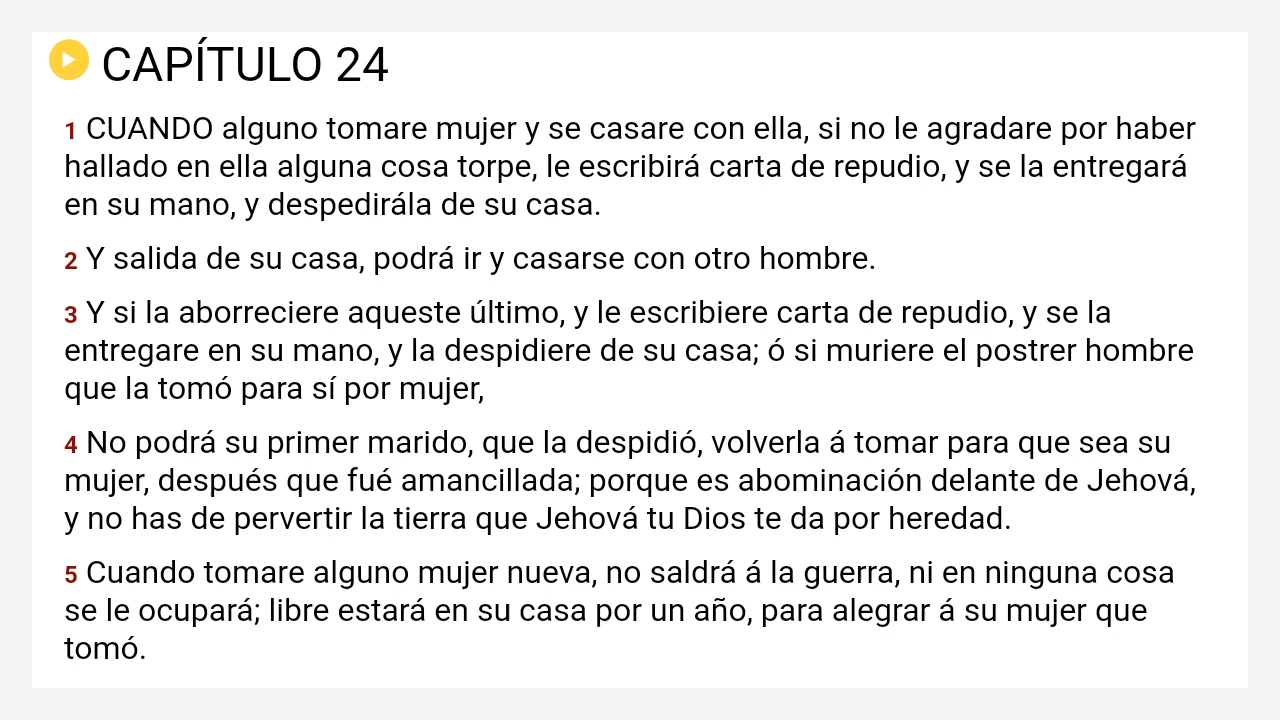 CAPÍTULO 24
1 CUANDO alguno tomare mujer y se casare con ella, si no le agradare por haber
hallado en ella alguna cosa torpe, le escribirá carta de repudio, y se la entregará
en su mano, y despedirála de su casa.
2 Y salida de su casa, podrá ir y casarse con otro hombre.
3 Y si la aborreciere aqueste último, y le escribiere carta de repudio, y se la
entregare en su mano, y la despidiere de su casa; ó si muriere el postrer hombre
que la tomó para sí por mujer,
4 No podrá su primer marido, que la despidió, volverla á tomar para que sea su
mujer, después que fué amancillada; porque es abominación delante de Jehová,
y no has de pervertir la tierra que Jehová tu Dios te da por heredad.
5 Cuando tomare alguno mujer nueva, no saldrá á la guerra, ni en ninguna cosa
se le ocupará; libre estará en su casa por un año, para alegrar á su mujer que
tomó.